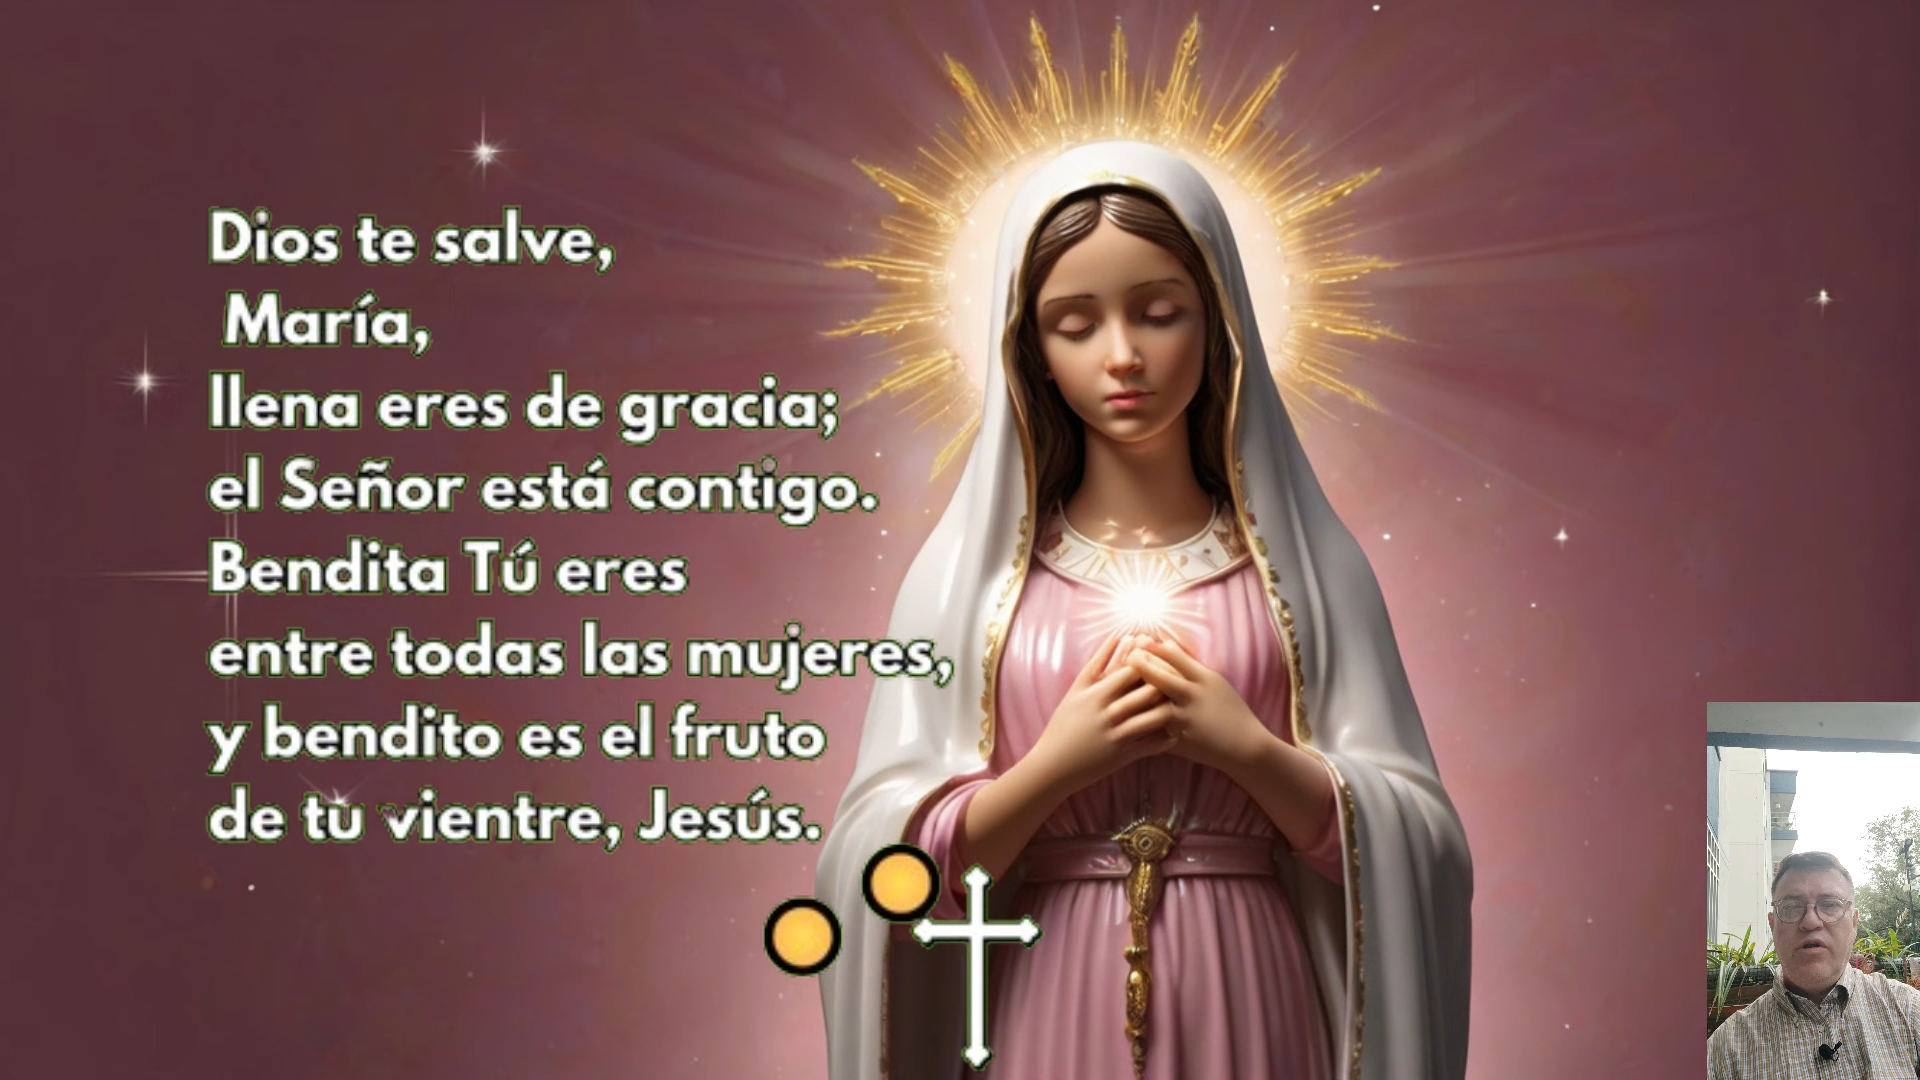 Dios te salve,
María,
llena eres de gracia;
el Señor está contigo.
Bendita Tú eres
entre todas las mujeres,
y bendito es el fruto
de tu vientre, Jesús.